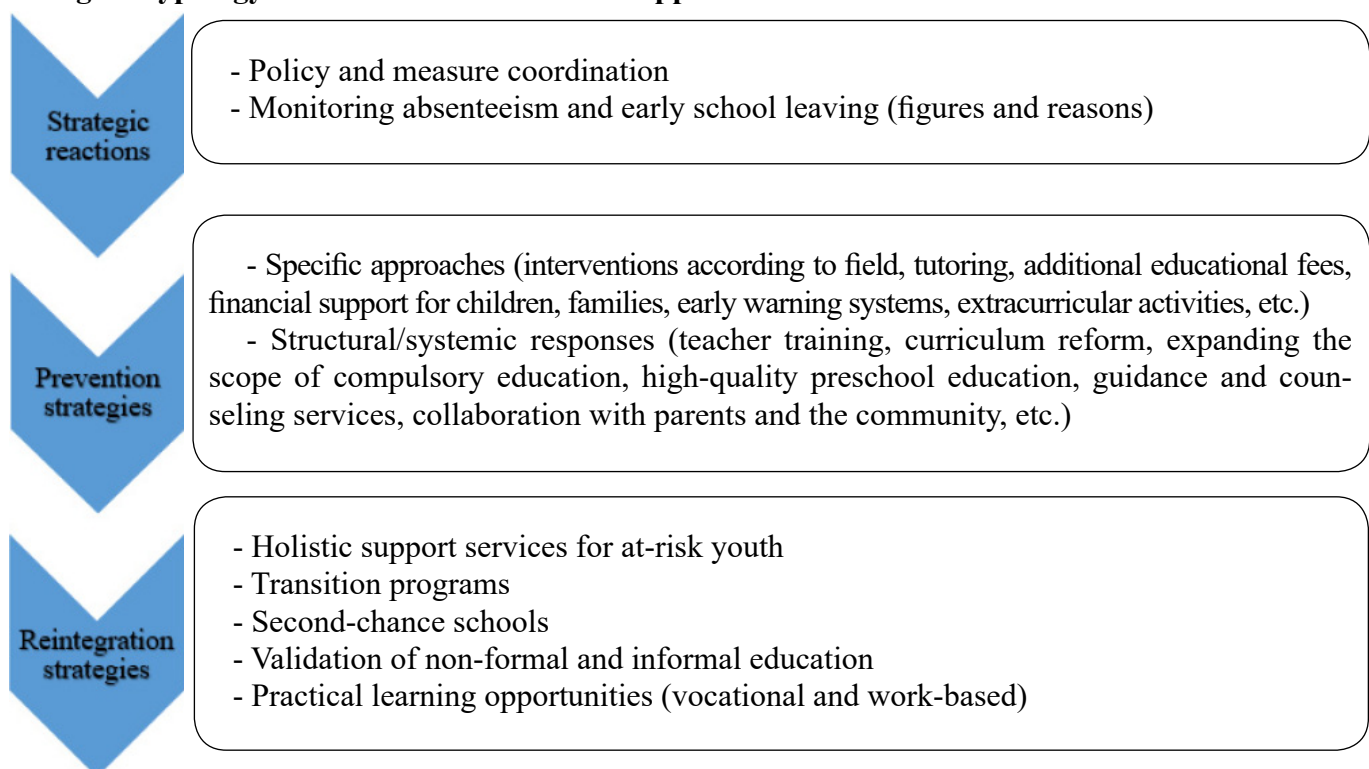 Strategic
reactions
- Policy and measure coordination
- Monitoring absenteeism and early school leaving (figures and reasons)
Prevention
strategies
- Specific approaches (interventions according to field, tutoring, additional educational fees,
financial support for children, families, early warning systems, extracurricular activities, etc.)
- Structural/systemic responses (teacher training, curriculum reform, expanding the
scope of compulsory education, high-quality preschool education, guidance and coun-
seling services, collaboration with parents and the community, etc.)
Reintegration
strategies
- Holistic support services for at-risk youth
- Transition programs
- Second-chance schools
- Validation of non-formal and informal education
- Practical learning opportunities (vocational and work-based)